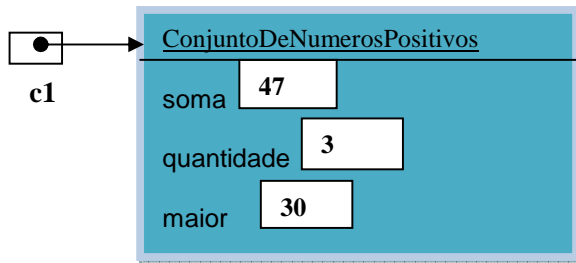 ConjuntoDeNumerosPositivos
c1
soma 47
quantidade 3
maior 30